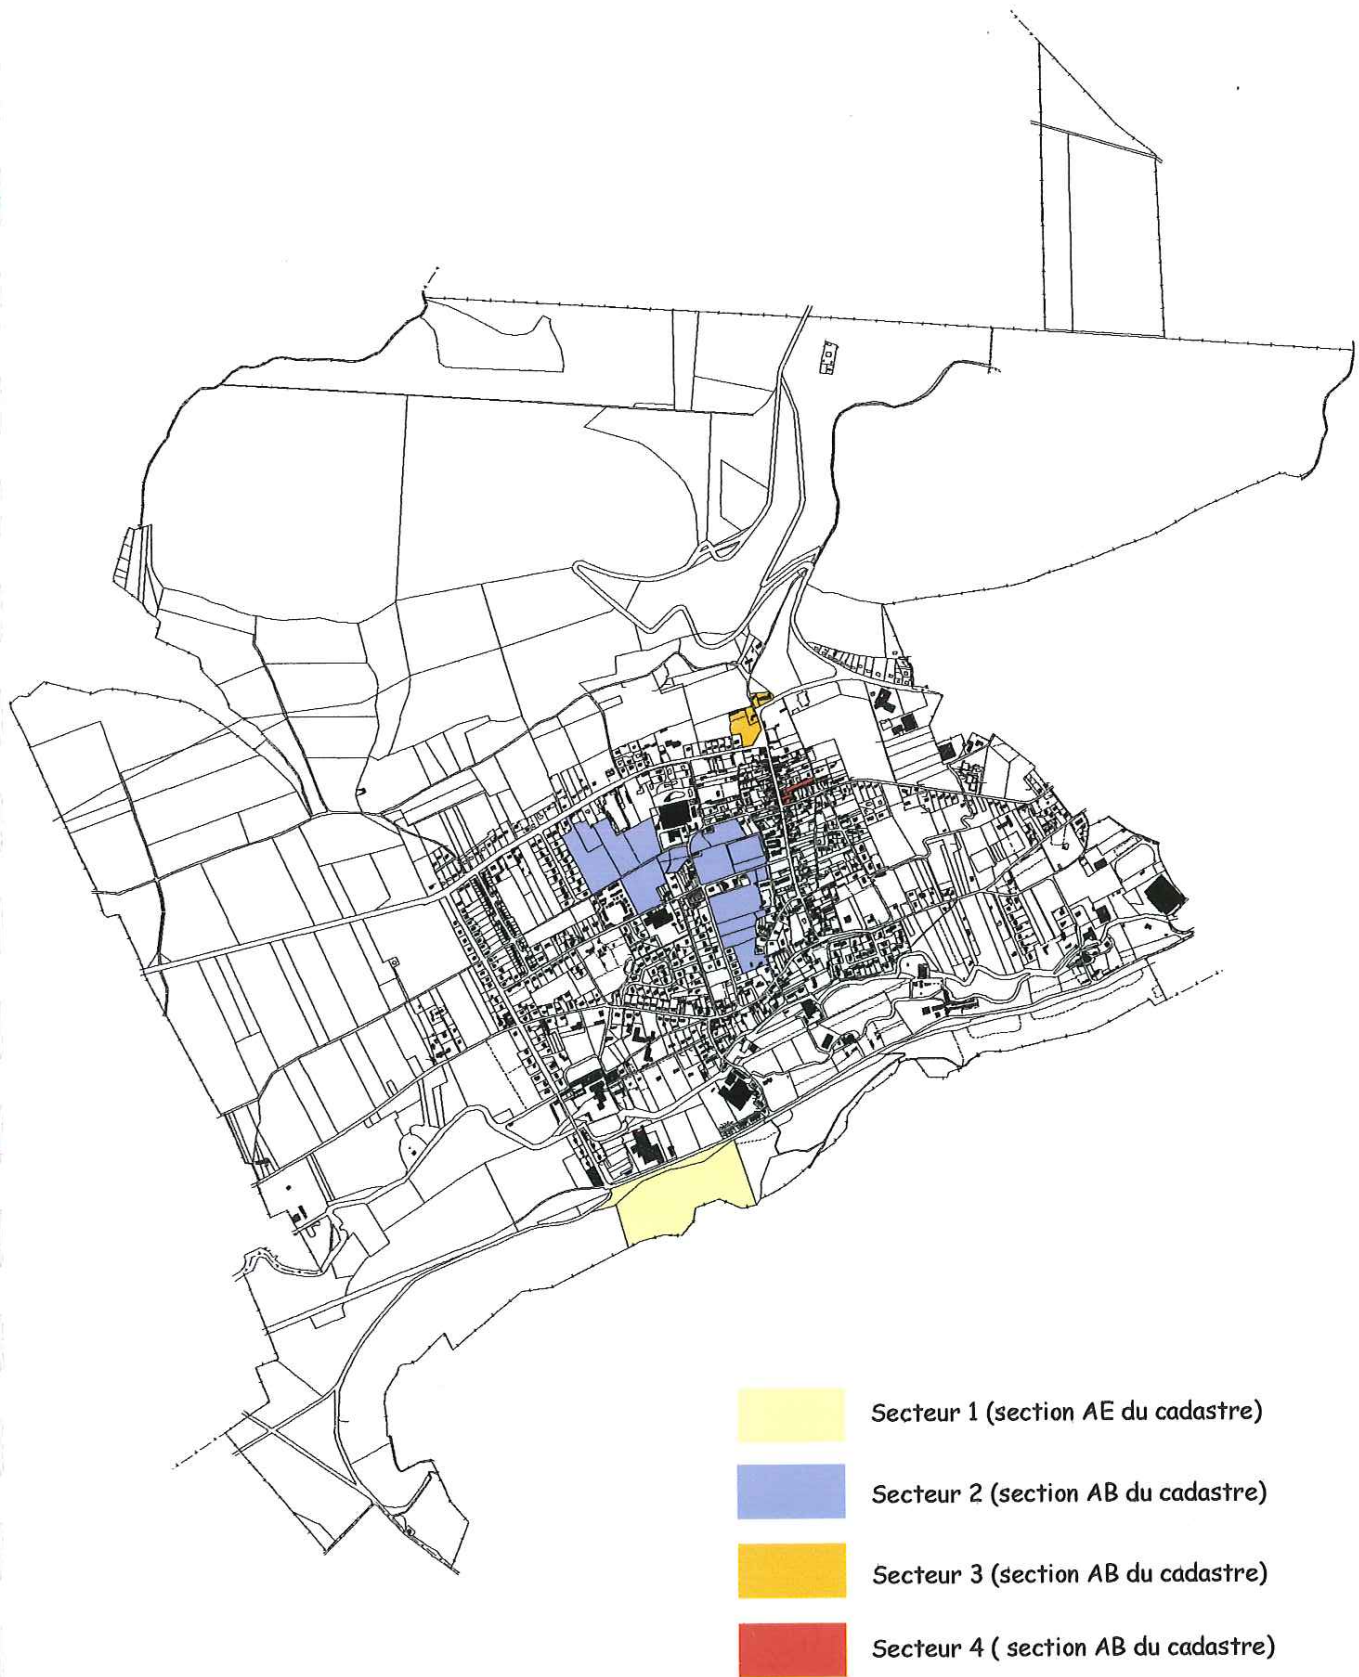 Secteur 1 (section AE du cadastre)
Secteur 2 (section AB du cadastre)
Secteur 3 (section AB du cadastre)
Secteur 4 ( section AB du cadastre)